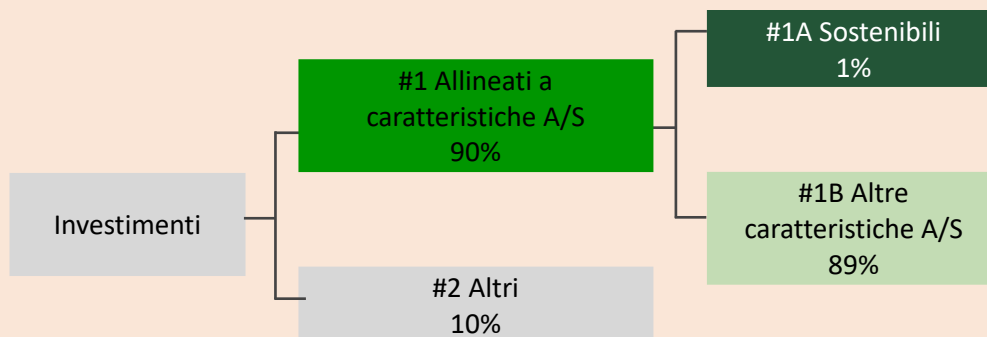 Investimenti
#1 Allineati a
caratteristiche A/S
90%
#2 Altri
10%
#1A Sostenibili
1%
#1B Altre
caratteristiche A/S
89%